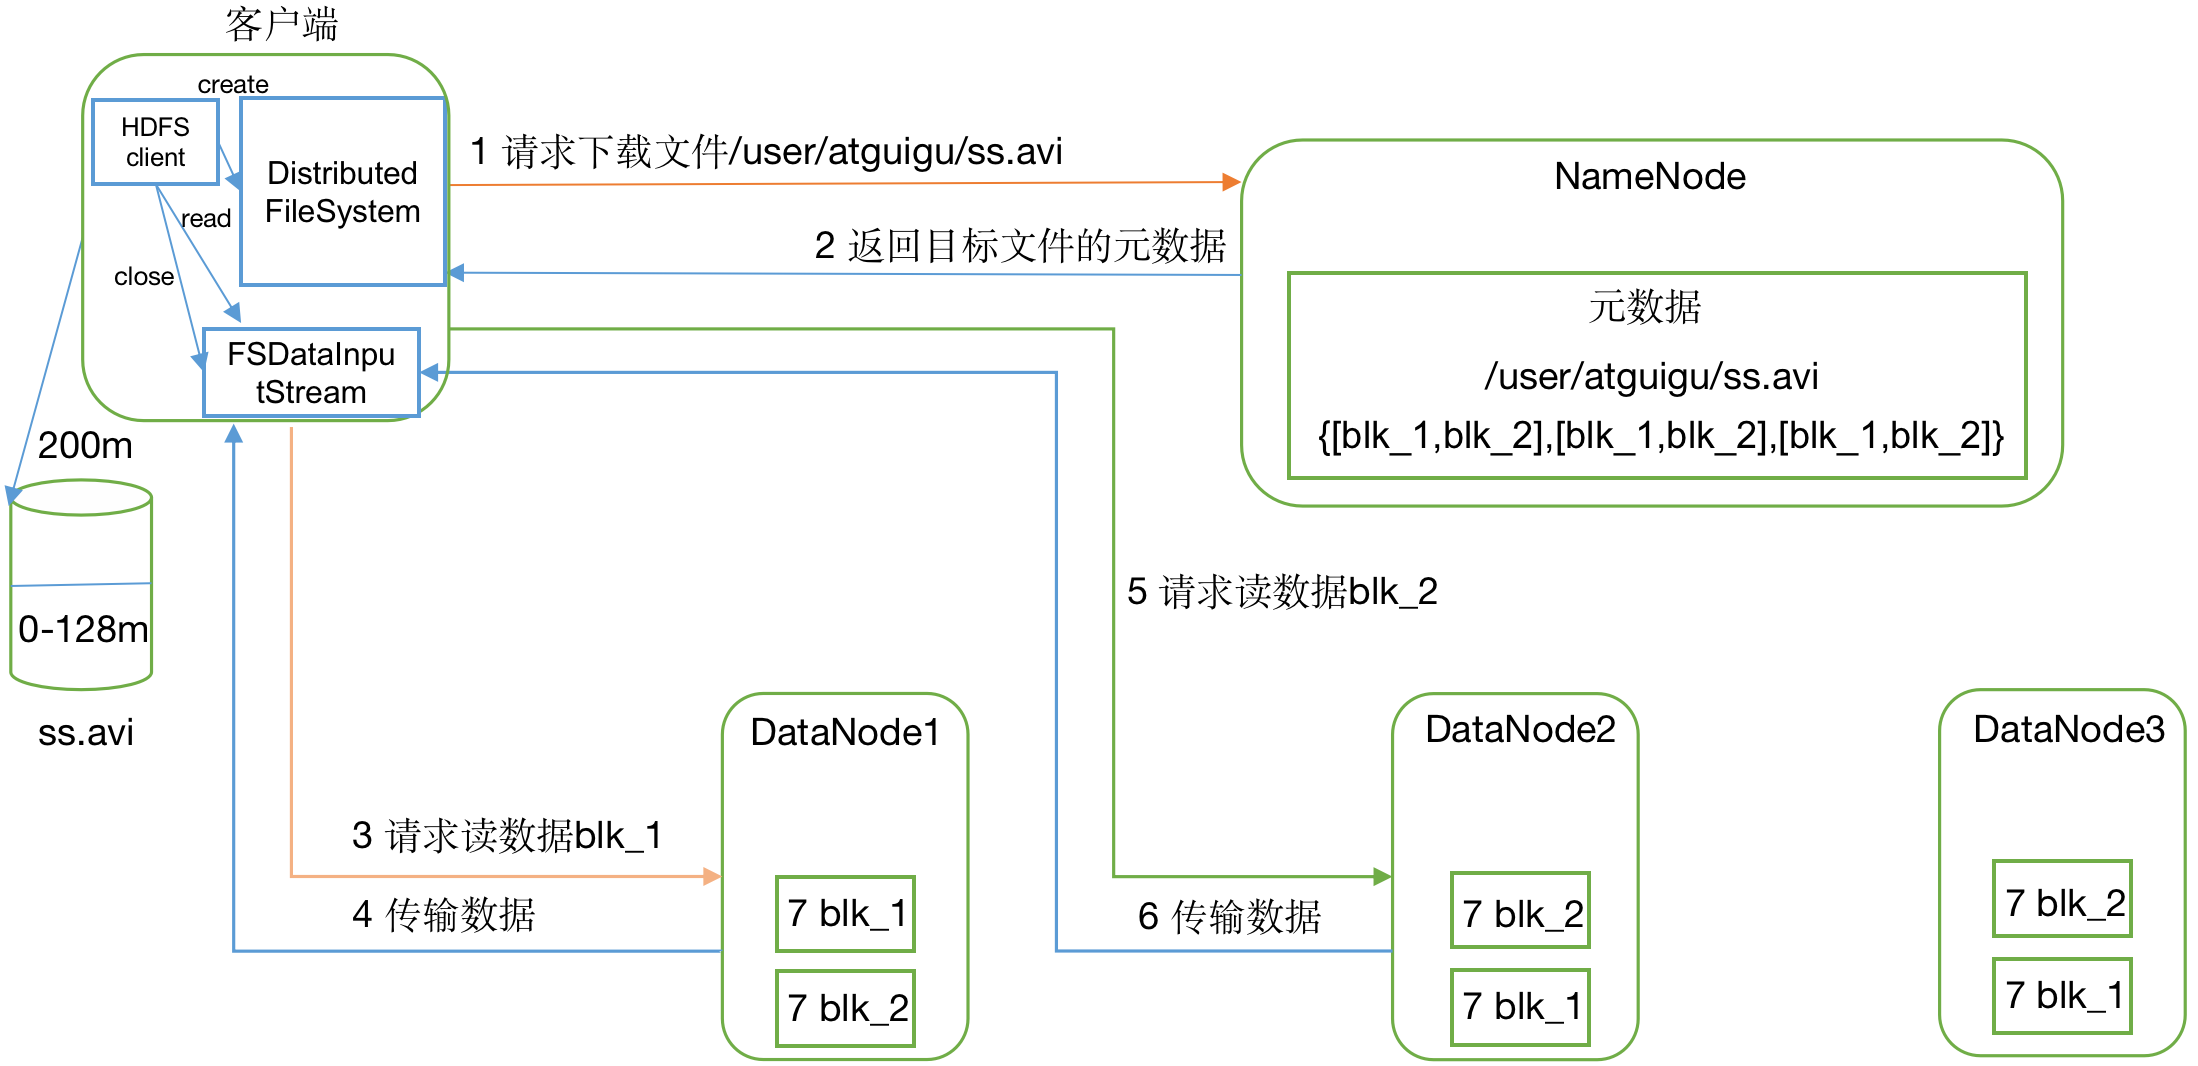 客户端
create
HDFS
client
Distributed
FileSystem
read
close
FSDataInpu
tStream
1 请求下载文件/user/atguigu/ss.avi
2 返回目标文件的元数据
NameNode
元数据
/user/atguigu/ss.avi
{[blk_1,blk_2],[blk_1,blk_2],[blk_1,blk_2]}
200m
0-128m
ss.avi
5 请求读数据blk_2
3 请求读数据blk_1
4 传输数据
6 传输数据
DataNode1
7 blk_1
7 blk_2
DataNode2
7 blk_2
7 blk_1
DataNode3
7 blk_2
7 blk_1